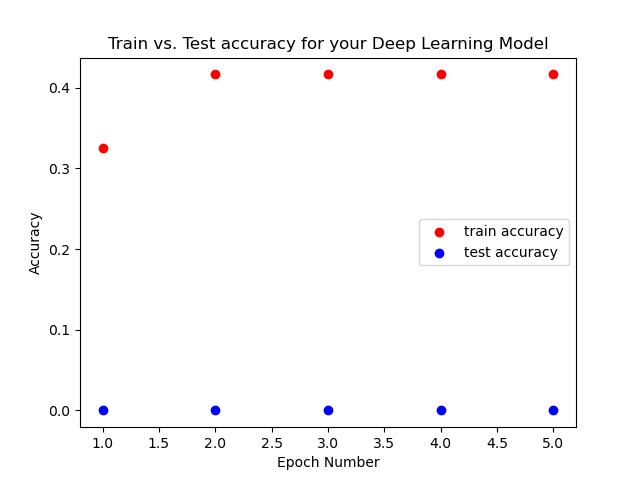 Train vs. Test accuracy for your Deep Learning Model
Accuracy
0.4
0.3
0.2
0.1
0.0
train accuracy
test accuracy
1.0 1.5 2.0 2.5 3.0 3.5 4.0 4.5 5.0
Epoch Number